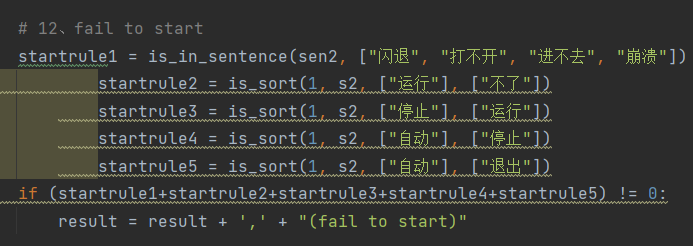 # 12、fail to start
startrule1 = is_in_sentence(sen2, ["闪退", "打不开", "进不去", "崩溃"])
startrule2 = is_sort(1, s2, ["运行"], ["不了"])
startrule3 = is_sort(1, s2, ["停止"], ["运行"])
startrule4 = is_sort(1, s2, ["自动"], ["停止"])
startrule5 = is_sort(1, s2, ["自动"], ["退出"])
if (startrule1+startrule2+startrule3+startrule4+startrule5) != 0:
result = result + ',' + "(fail to start)"